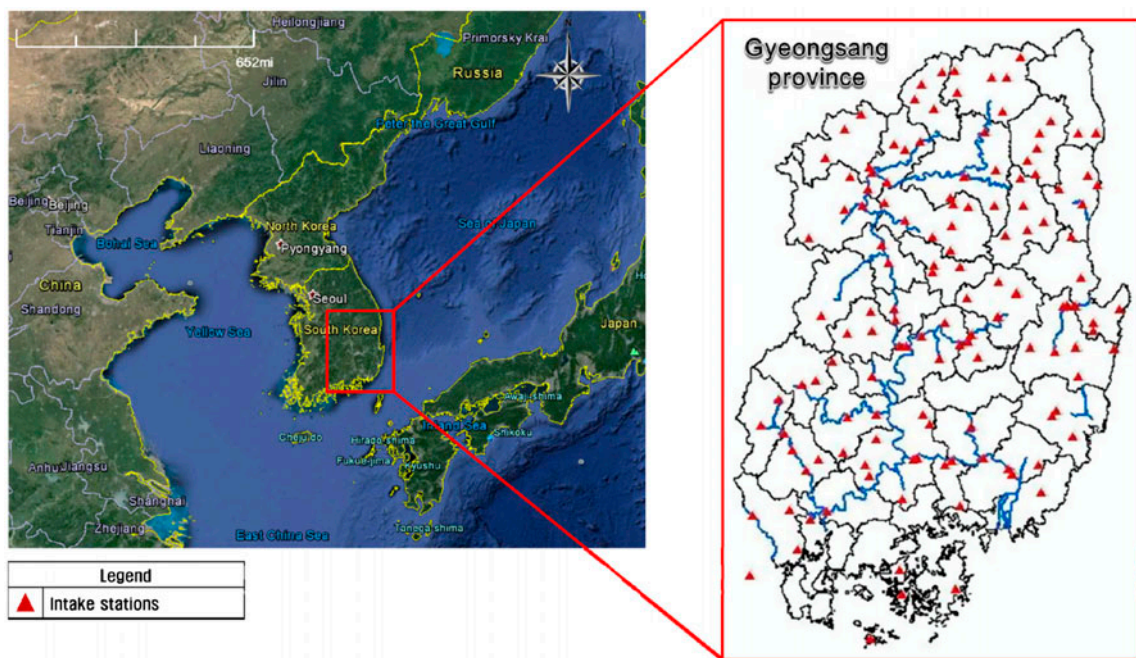 Heilongjiang
N
Primorsky Krai
652mi
Russia
Jilin
Peter the Great Gulf
Liaoning
Beijing
Beijing
Tianjin
North Korea
Sea of Japan
Bohai Sea
Pyongyang
China
Seoul
Shandong
South Korea
Japan
Yellow Sea
Awaji-shima
Cheju do
Hirado-shima
Shikoku
Fukue-jima
Kyushu
Anhui
Jiangsu
Shanghai
Zhejiang
Tanega-shima
East China Sea
Gyeongsang
province
Legend
Intake stations